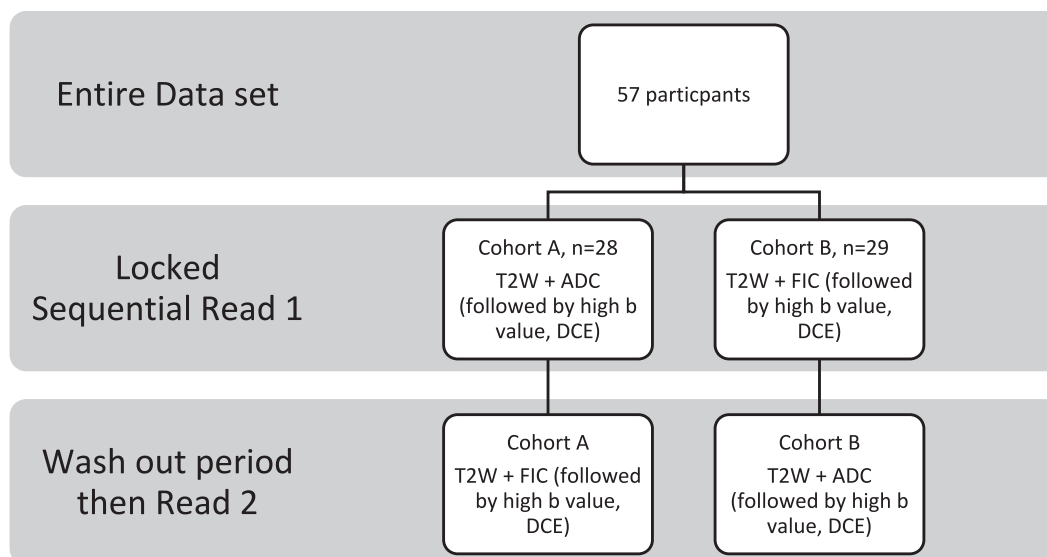 Entire Data set
57 particpants
Locked
Sequential Read 1
Cohort A, n=28
T2W + ADC
(followed by high b
value, DCE)
Cohort B, n=29
T2W + FIC (followed
by high b value,
DCE)
Wash out period
then Read 2
Cohort A
T2W + FIC (followed
by high b value,
DCE)
Cohort B
T2W + ADC
(followed by high b
value, DCE)